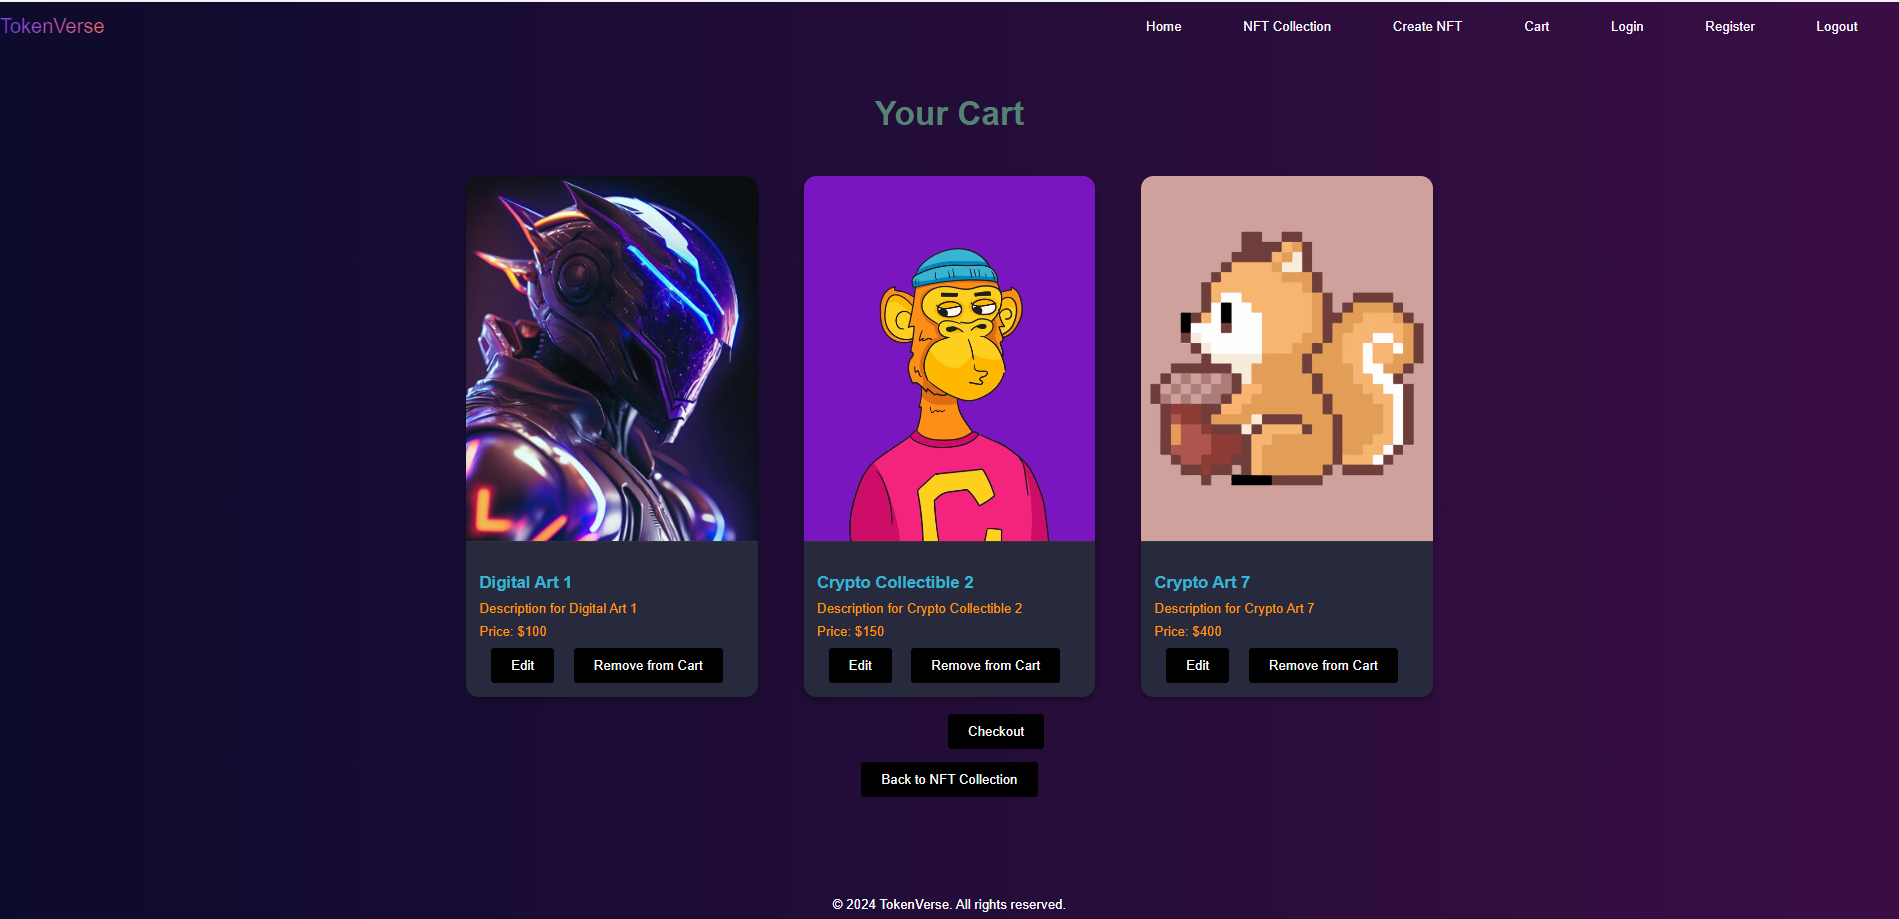 TokenVerse
Home NFT Collection Create NFT Cart Login Register Logout
Your Cart
Digital Art 1
Description for Digital Art 1
Price: $100
Edit Remove from Cart
Crypto Collectible 2
Description for Crypto Collectible 2
Price: $150
Edit Remove from Cart
Crypto Art 7
Description for Crypto Art 7
Price: $400
Edit Remove from Cart
Checkout
Back to NFT Collection
© 2024 TokenVerse. All rights reserved.